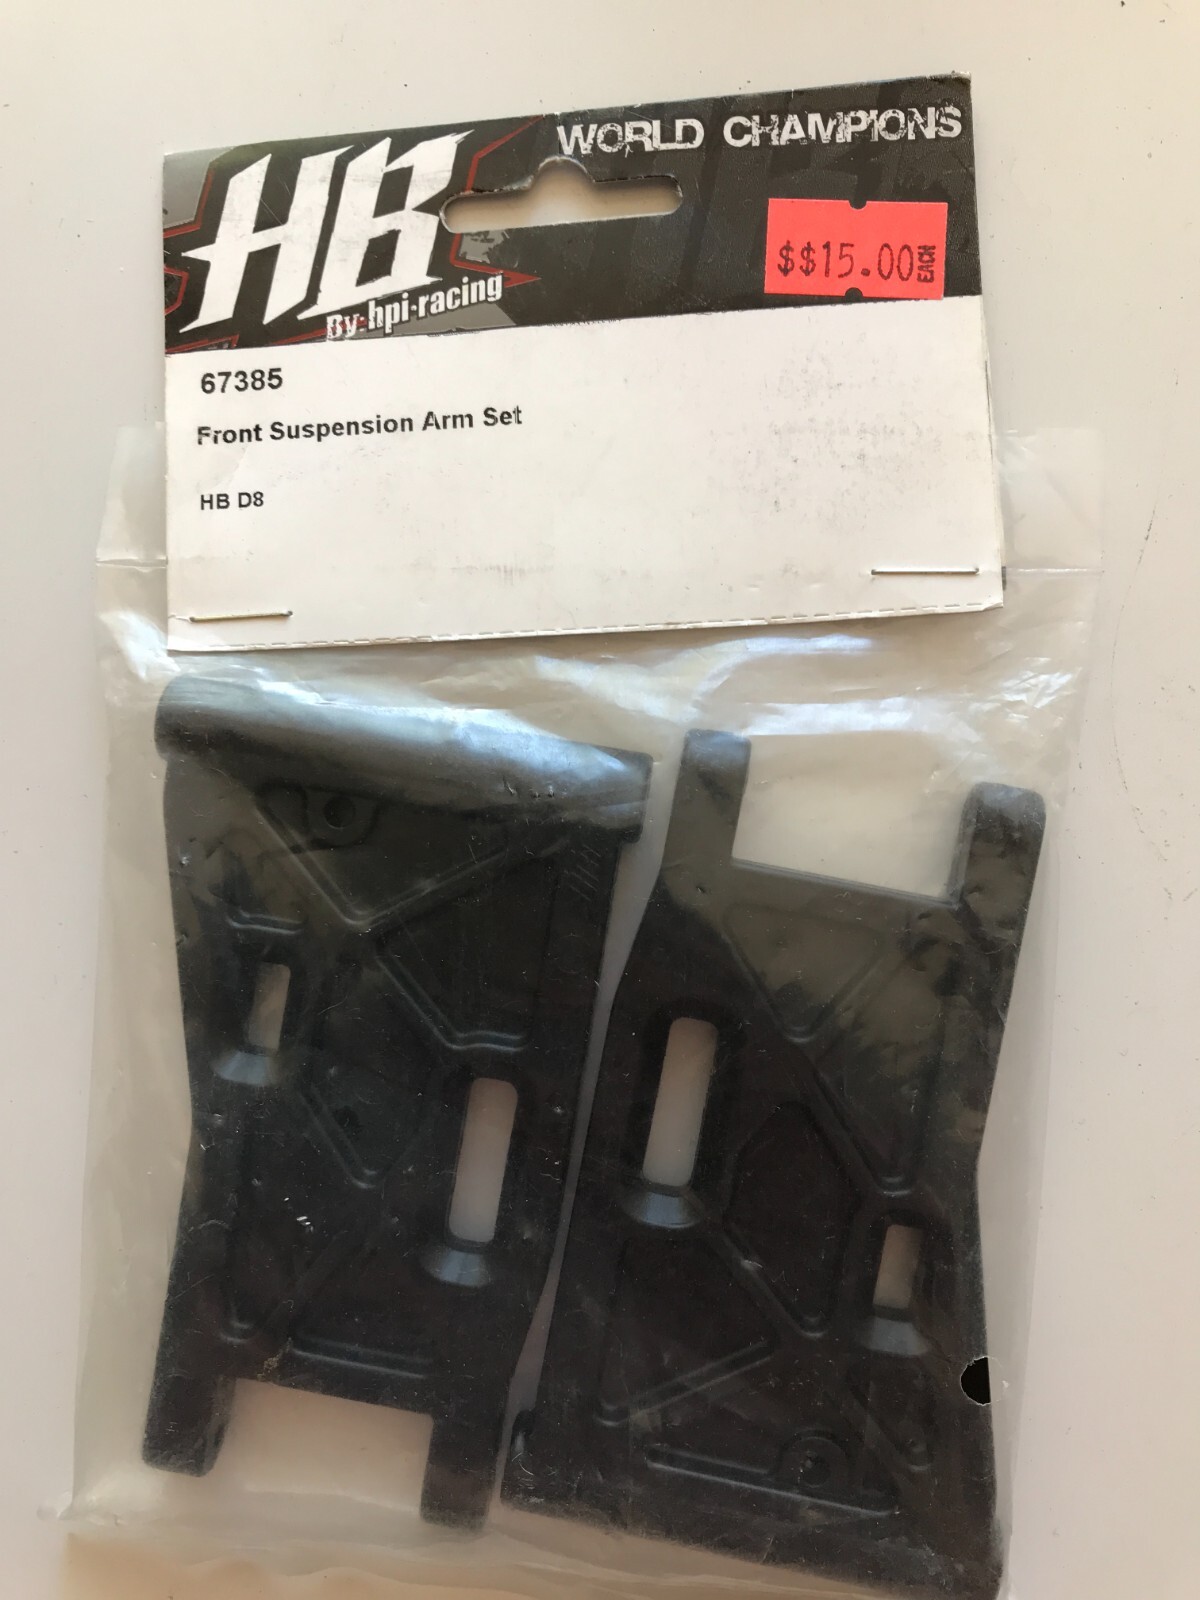 WORLD CHAMPIONS
HB
By:hpi·racing
$$15.00 EACH
67385
Front Suspension Arm Set
HB D8